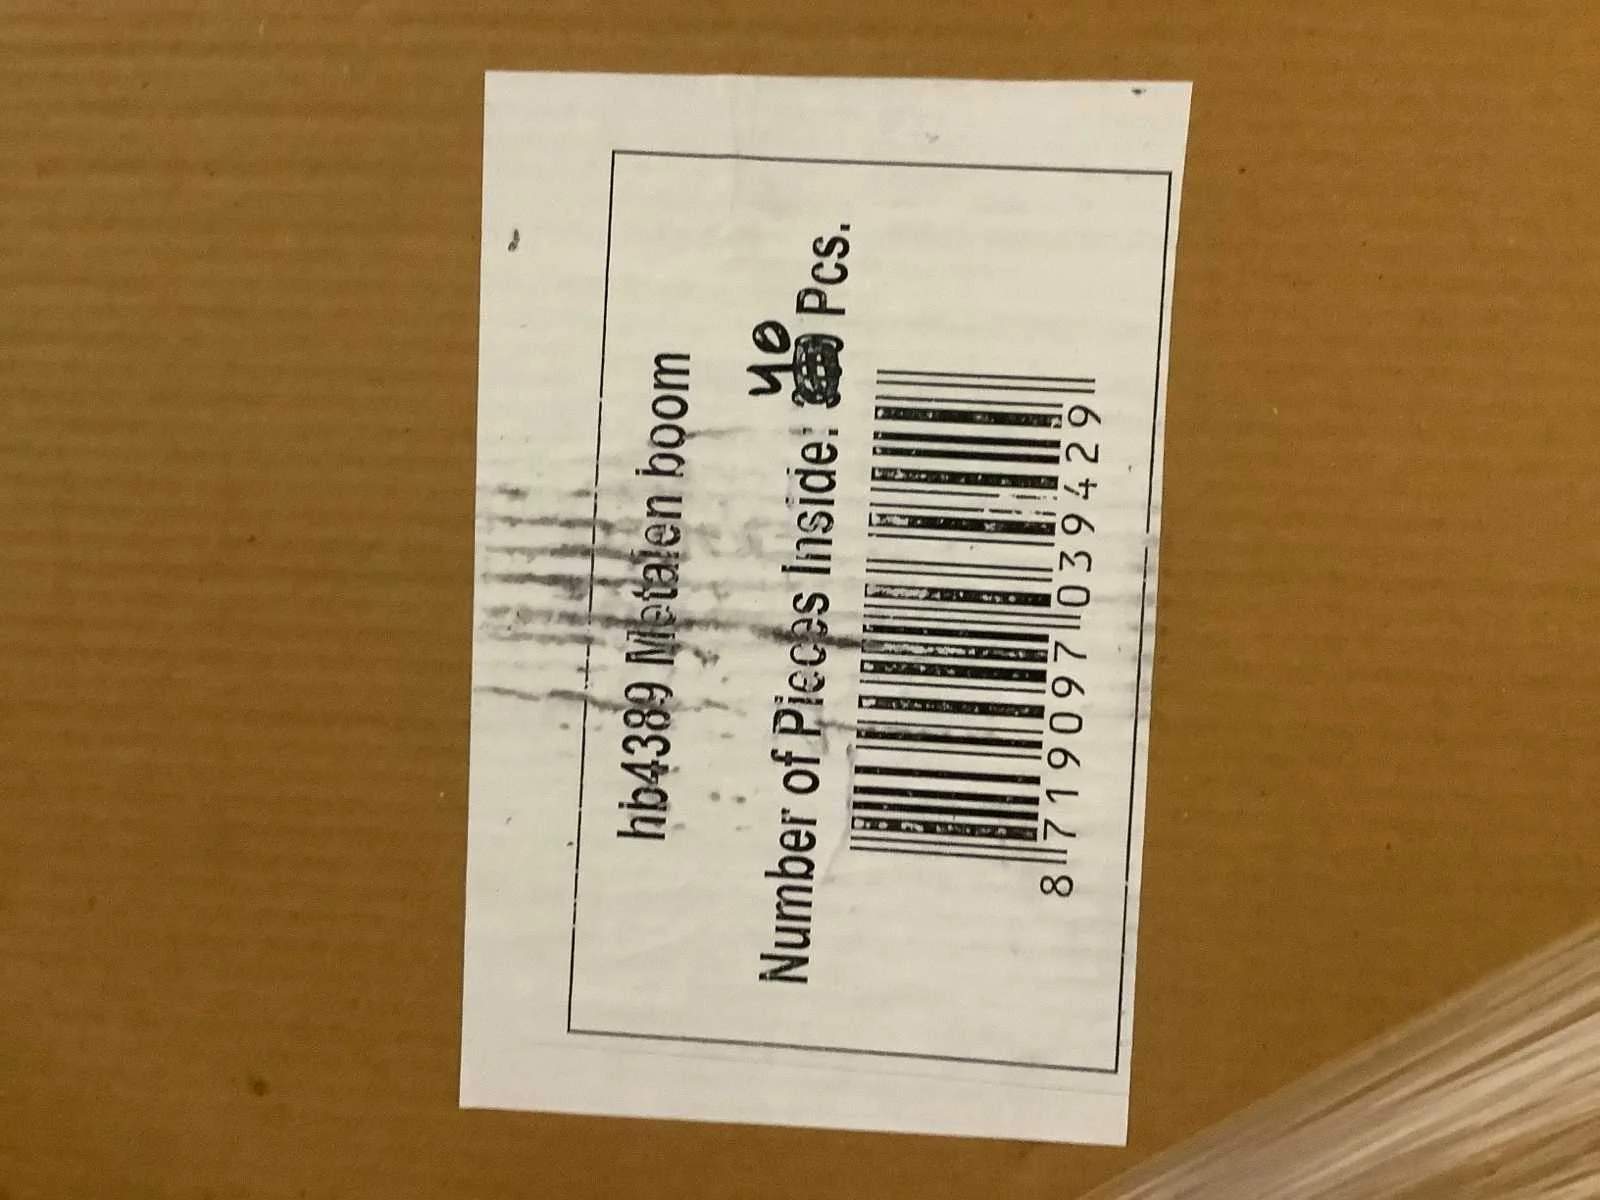 hb4389 Metalen boom
40
Number of Pieces Inside: Pcs.
8 719097 039429